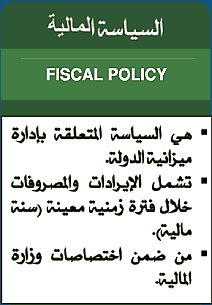 السياسة المالية
FISCAL POLICY
▪ هي السياسة المتعلقة بإدارة
ميزانية الدولة.
▪ تشمل الإيرادات والمصروفات
خلال فترة زمنية معينة (سنة
مالية).
▪ من ضمن اختصاصات وزارة
المالية.